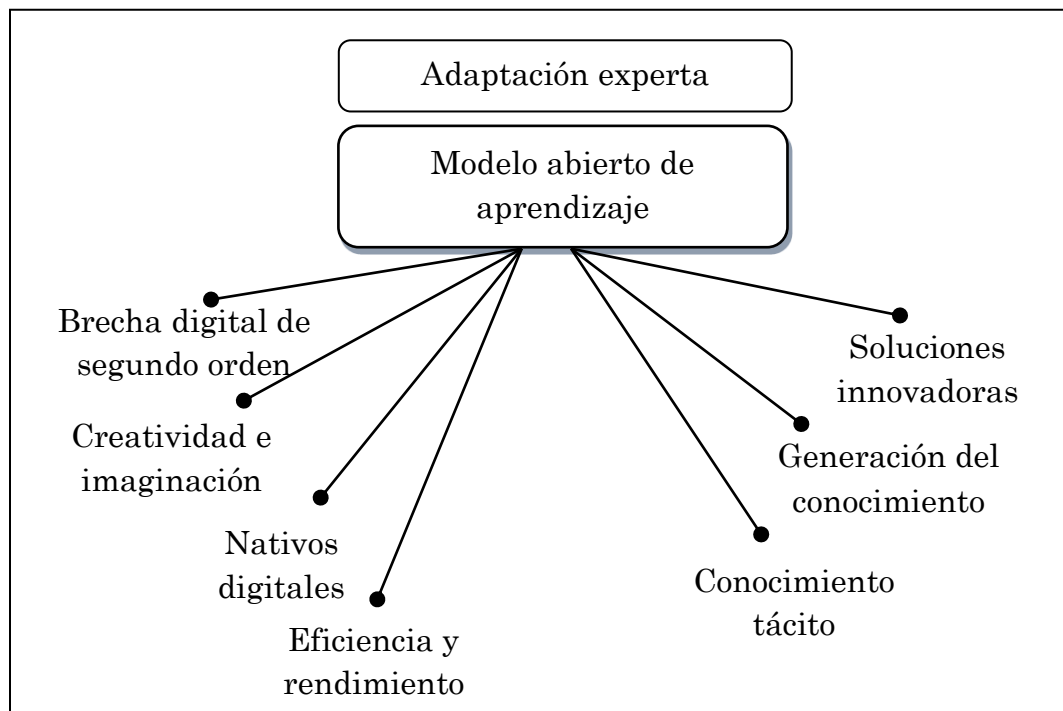 Adaptación experta
Modelo abierto de
aprendizaje
Brecha digital de
segundo orden
Creatividad e
imaginación
Nativos
digitales
Eficiencia y
rendimiento
Soluciones
innovadoras
Generación del
conocimiento
Conocimiento
tácito